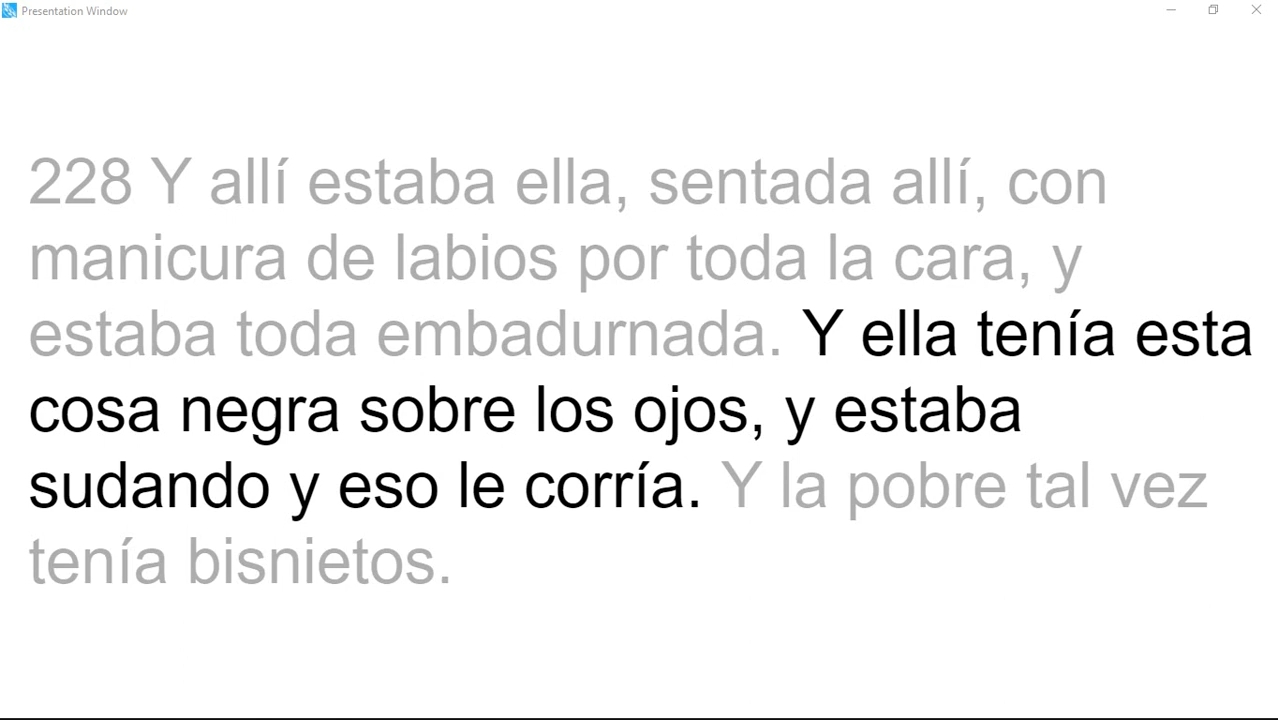 Presentation Window
228 Y allí estaba ella, sentada allí, con
manicura de labios por toda la cara, y
estaba toda embadurnada. Y ella tenía esta
cosa negra sobre los ojos, y estaba
sudando y eso le corría. Y la pobre tal vez
tenía bisnietos.